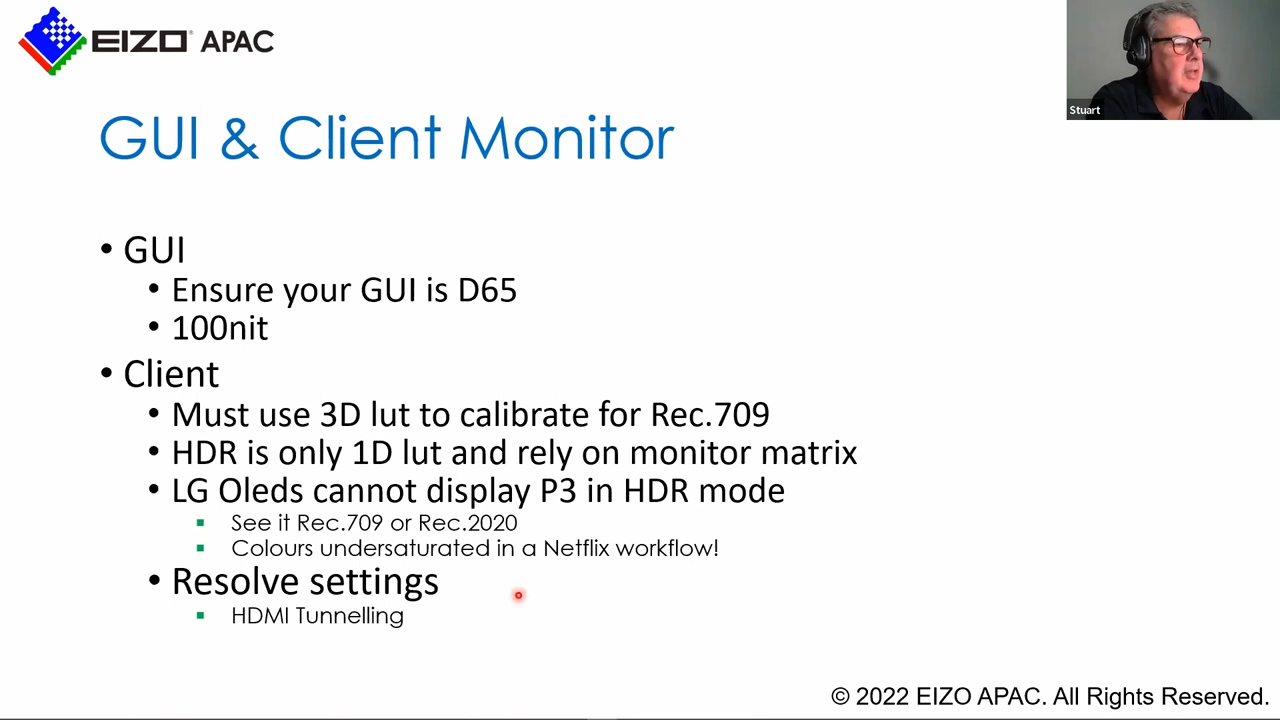 EIZO APAC
Stuart
GUI & Client Monitor
• GUI
• Ensure your GUI is D65
• 100nit
• Client
• Must use 3D lut to calibrate for Rec.709
• HDR is only 1D lut and rely on monitor matrix
• LG Oleds cannot display P3 in HDR mode
▪ See it Rec.709 or Rec.2020
▪ Colours undersaturated in a Netflix workflow!
• Resolve settings
▪ HDMI Tunnelling
© 2022 EIZO APAC. All Rights Reserved.